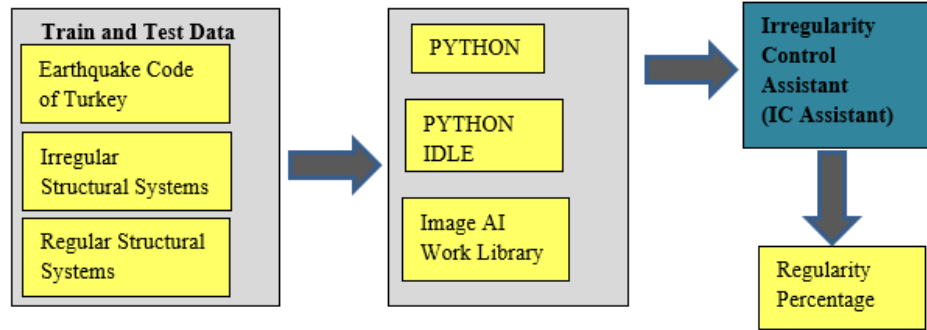 Train and Test Data
Earthquake Code
of Turkey
Irregular
Structural Systems
Regular Structural
Systems
PYTHON
PYTHON
IDLE
Image AI
Work Library
Irregularity
Control
Assistant
(IC Assistant)
Regularity
Percentage